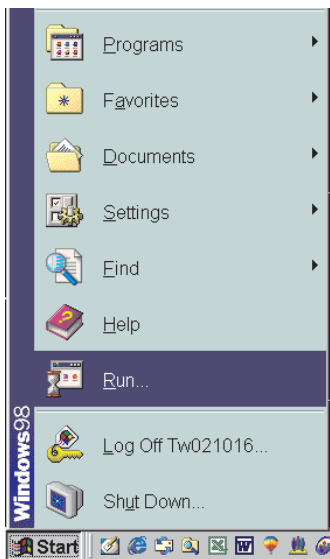 Programs
Favorites
Documents
Settings
Find
Help
Run...
Log Off Tw021016...
Shut Down...
Windows98
Start